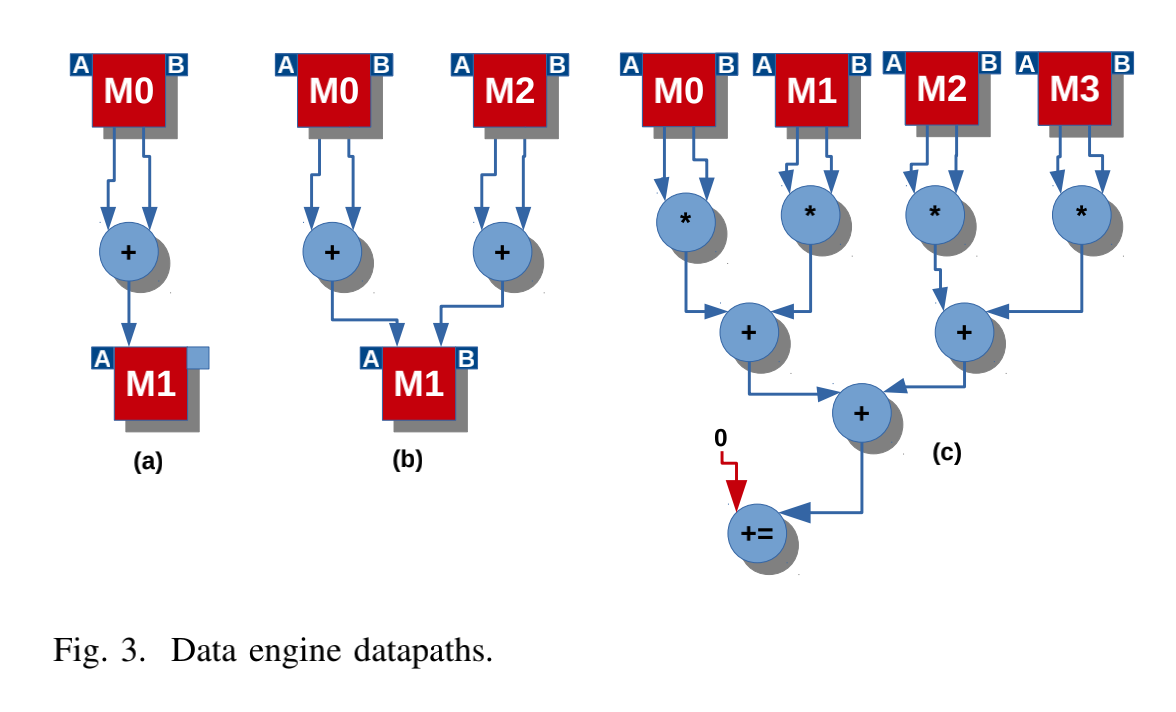 A M0 B
+
A M1
(a)
A M0 B A M2 B
+ +
A M1 B
(b)
A M0 B A M1 B A M2 B A M3 B
* * * *
+ +
+
0
+=
(c)
Fig. 3. Data engine datapaths.